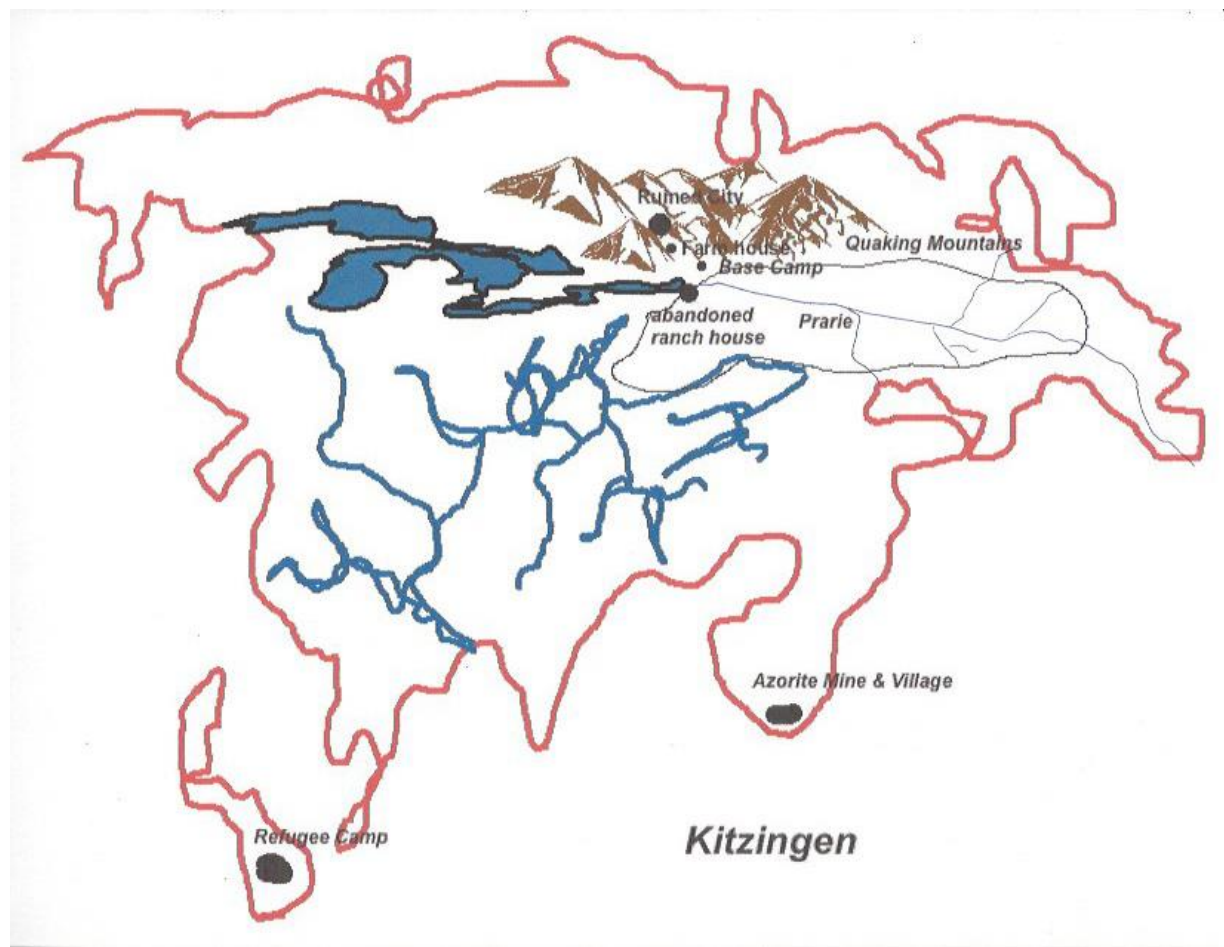 Ruined City
Farm house
Quaking Mountains
Base Camp
abandoned
ranch house
Prarie
Azorite Mine & Village
Refugee Camp
Kitzingen